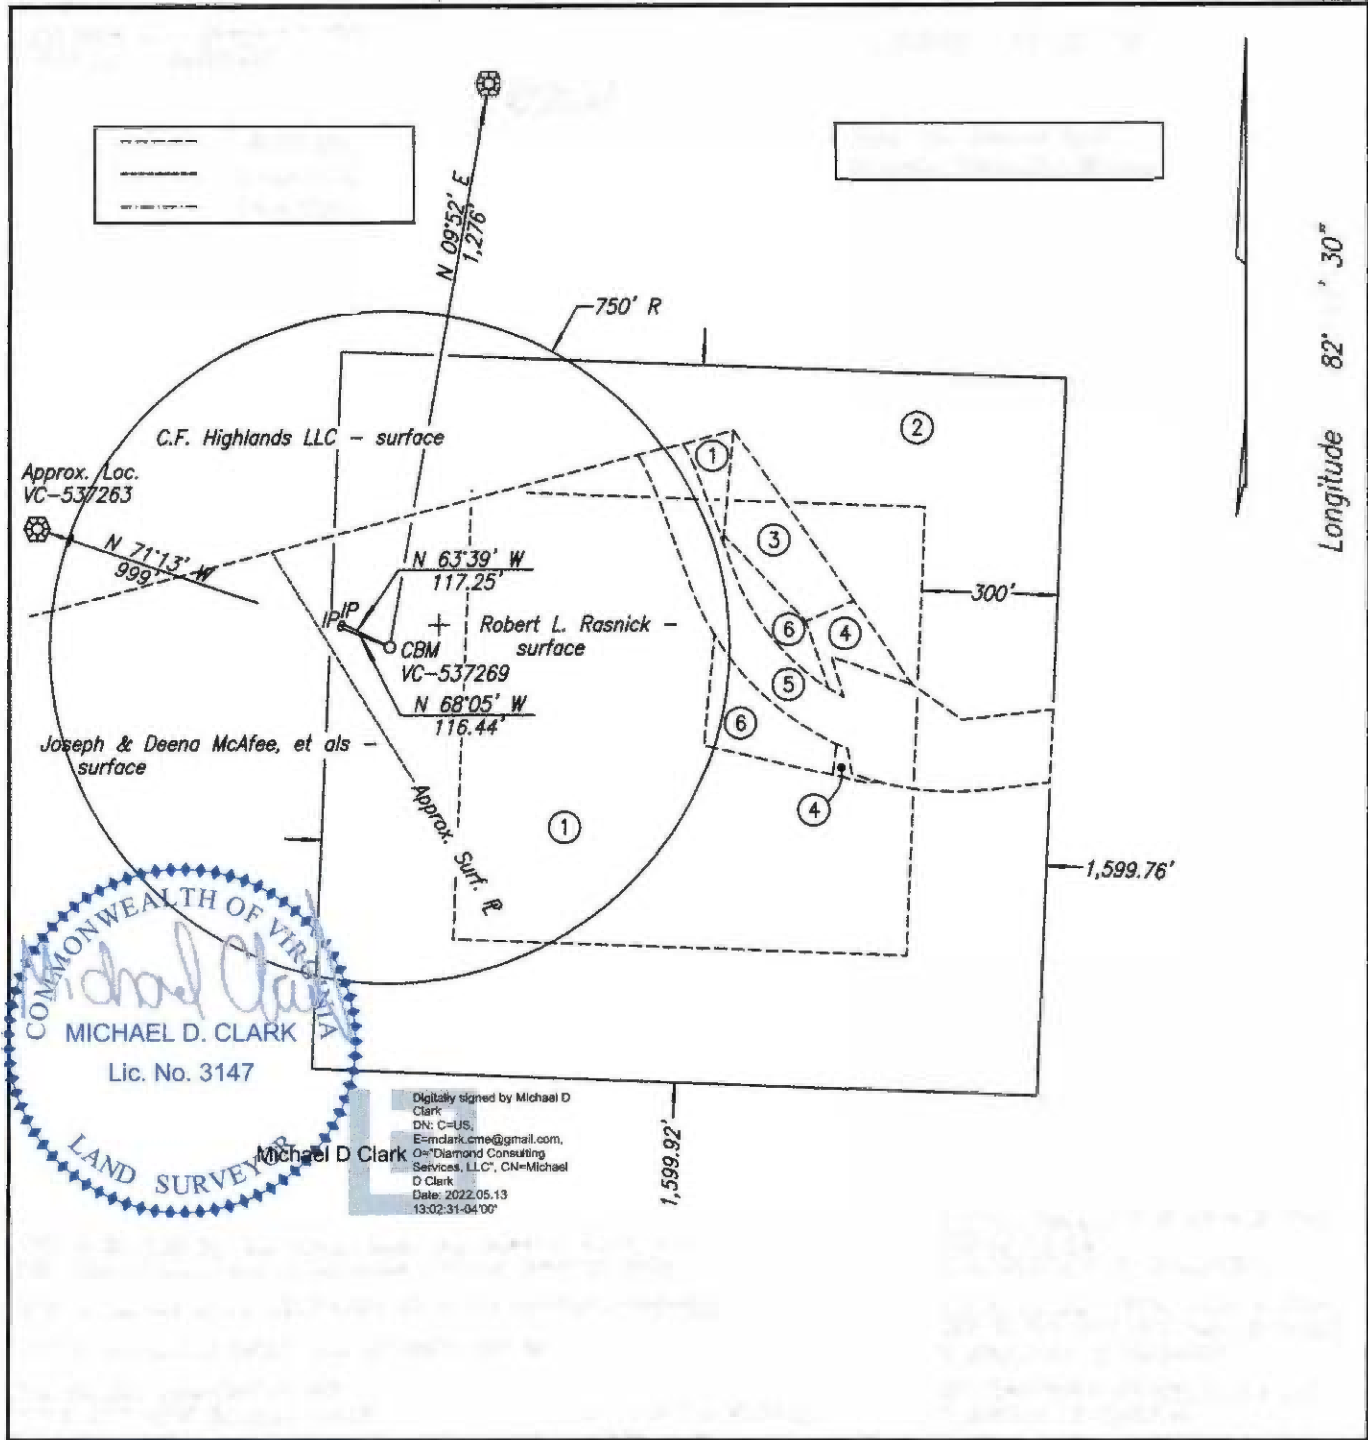 N 09°52' E
1,276'
750' R
Longitude 82° ' 30"
C.F. Highlands LLC – surface
Approx. Loc.
VC–537263
N 71°13' W
999'
N 63°39' W
117.25'
IP
IP
CBM
VC–537269
Robert L. Rasnick –
surface
N 68°05' W
116.44'
Joseph & Deena McAfee, et als –
surface
Approx. Surf. PL
300'
1
2
3
6
4
5
6
4
1
1,599.76'
1,599.92'
COMMONWEALTH OF VIRGINIA
MICHAEL D. CLARK
Lic. No. 3147
LAND SURVEYOR
Michael D Clark
Digitally signed by Michael D
Clark
DN: C=US,
E=mclark.cme@gmail.com,
O="Diamond Consulting
Services, LLC", CN=Michael
D Clark
Date: 2022.05.13
13:02:31-04'00'